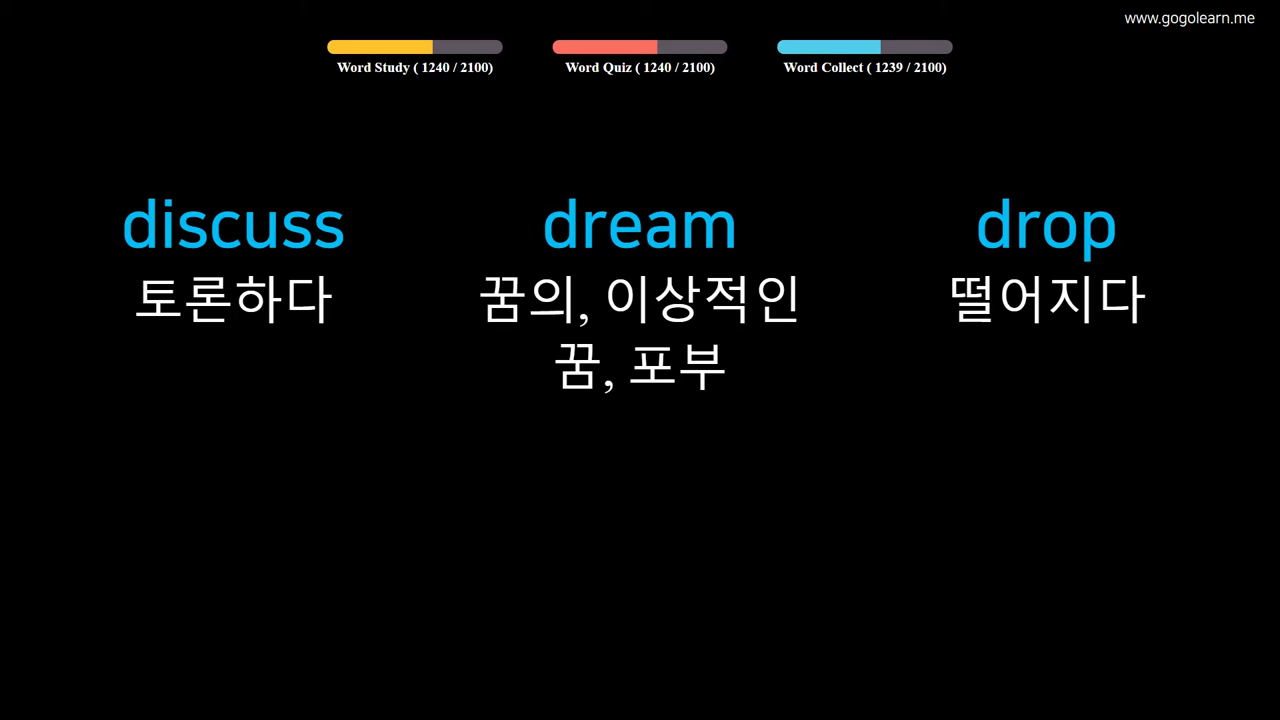 www.gogolearn.me
Word Study ( 1240 / 2100)
Word Quiz ( 1240 / 2100)
Word Collect ( 1239 / 2100)
discuss
토론하다
dream
꿈의, 이상적인
꿈, 포부
drop
떨어지다